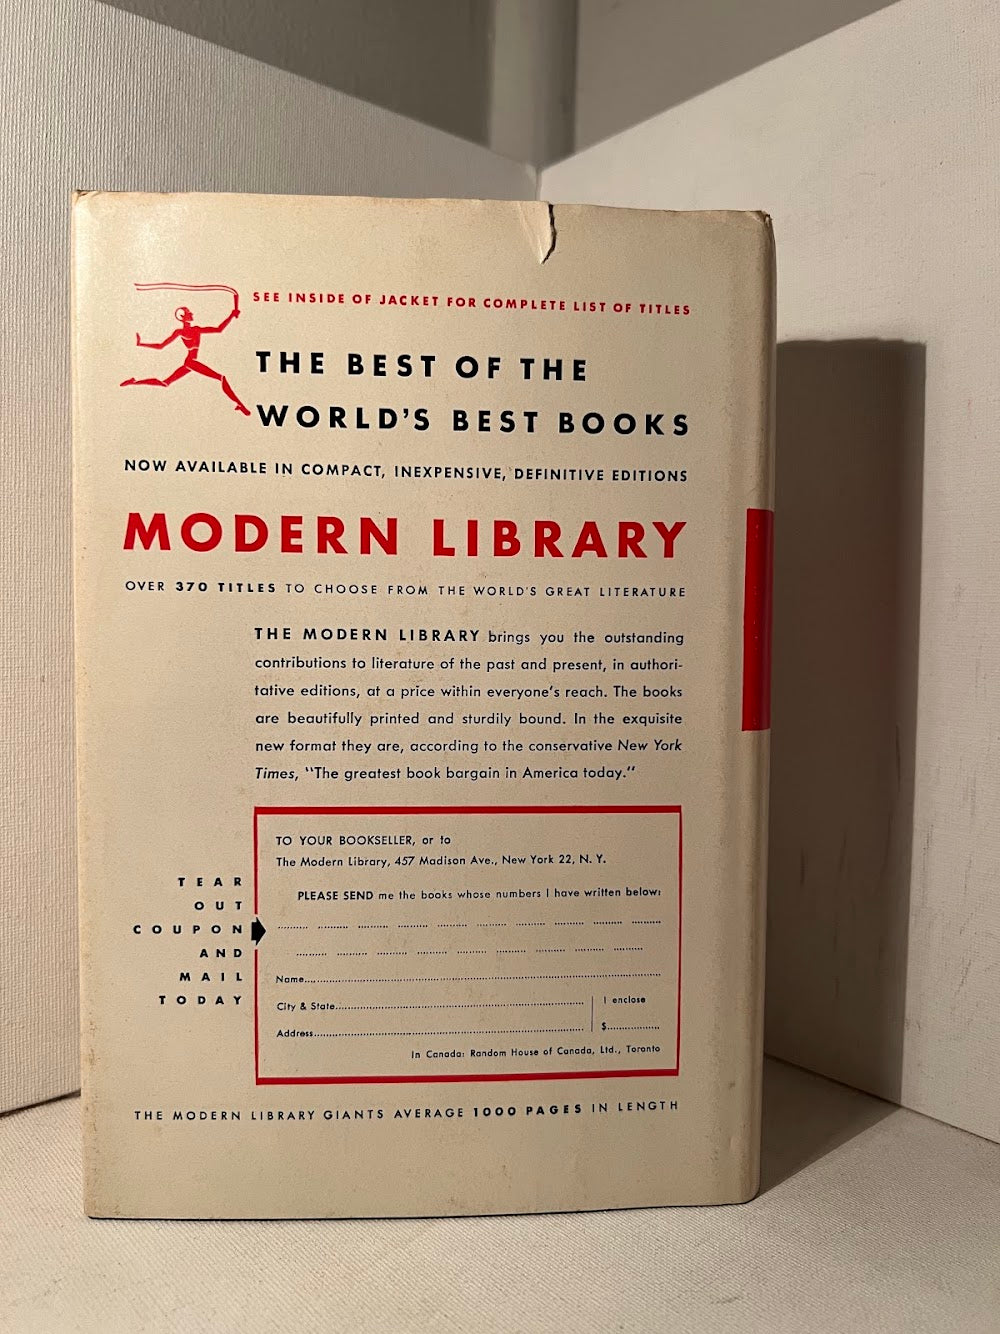 SEE INSIDE OF JACKET FOR COMPLETE LIST OF TITLES
THE BEST OF THE
WORLD'S BEST BOOKS
NOW AVAILABLE IN COMPACT, INEXPENSIVE, DEFINITIVE EDITIONS
MODERN LIBRARY
OVER 370 TITLES TO CHOOSE FROM THE WORLD'S GREAT LITERATURE
THE MODERN LIBRARY brings you the outstanding
contributions to literature of the past and present, in authori-
tative editions, at a price within everyone's reach. The books
are beautifully printed and sturdily bound. In the exquisite
new format they are, according to the conservative New York
Times, "The greatest book bargain in America today."
TEAR
OUT
COUPON
AND
MAIL
TODAY
TO YOUR BOOKSELLER, or to
The Modern Library, 457 Madison Ave., New York 22, N. Y.
PLEASE SEND me the books whose numbers I have written below:
Name
City & State
I enclose
Address
$
In Canada: Random House of Canada, Ltd., Toronto
THE MODERN LIBRARY GIANTS AVERAGE 1000 PAGES IN LENGTH